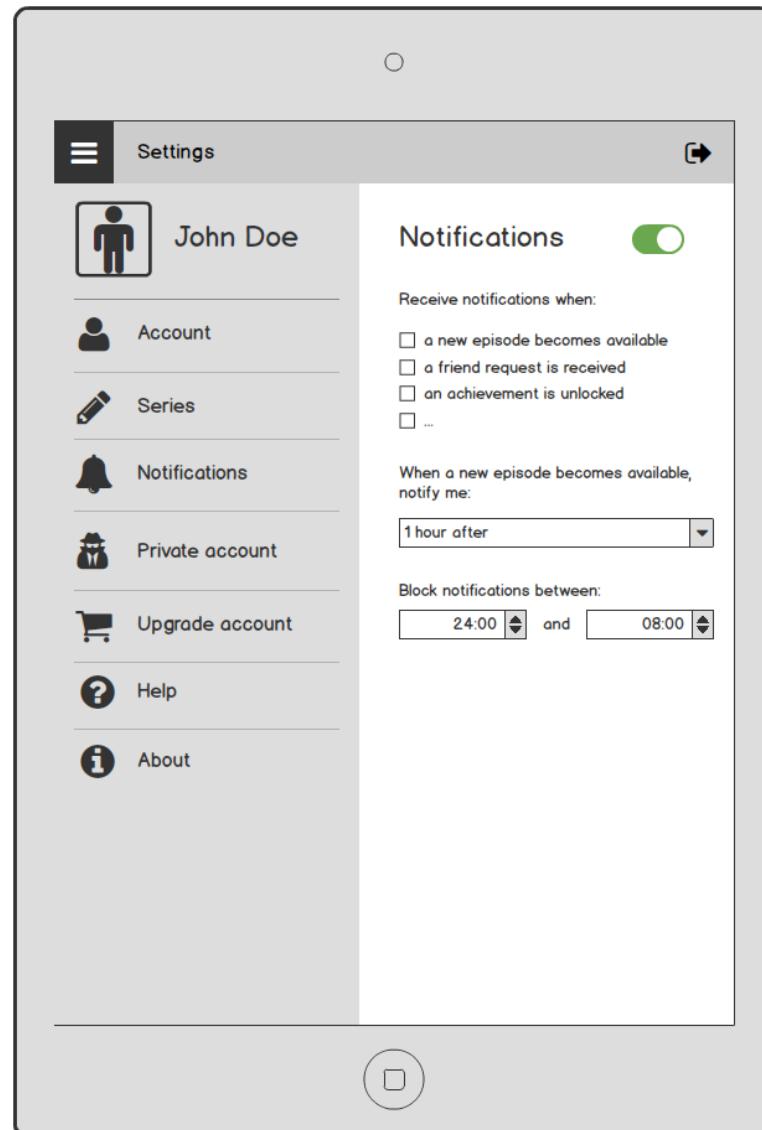 Settings
John Doe
Account
Series
Notifications
Private account
Upgrade account
Help
About
Notifications
Receive notifications when:
a new episode becomes available
a friend request is received
an achievement is unlocked
...
When a new episode becomes available,
notify me:
1 hour after
Block notifications between:
24:00 and 08:00